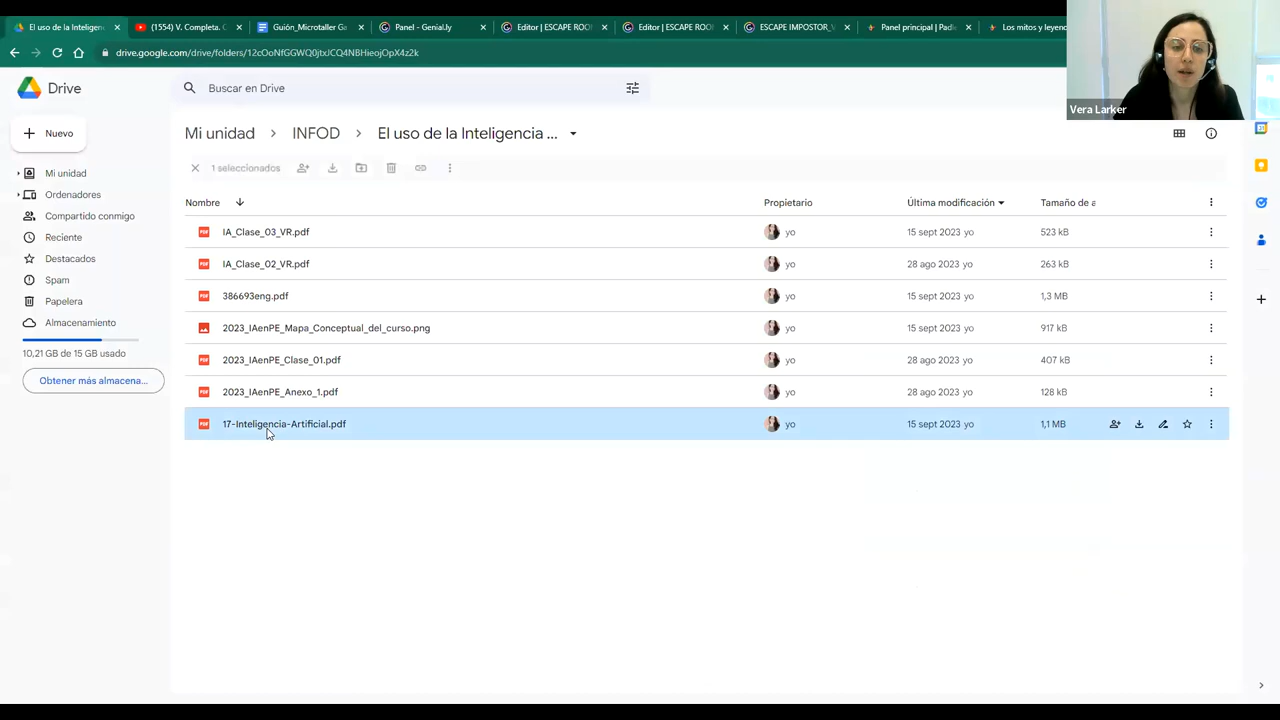 El uso de la Inteligenc
(1554) V. Completa. C
Guión_Microtaller Ge
Panel - Genial.ly
Editor | ESCAPE ROO
Editor | ESCAPE ROO
ESCAPE IMPOSTOR_V
Panel principal | Padl
Los mitos y leyend
drive.google.com/drive/folders/
Vera Larker
Drive
Buscar en Drive
Nuevo
Mi unidad
INFOD
El uso de la Inteligencia ...
1 seleccionados
Mi unidad
Ordenadores
Compartido conmigo
Reciente
Destacados
Spam
Papelera
Almacenamiento
10,21 GB de 15 GB usado
Obtener más almacena...
Nombre
Propietario
Última modificación
Tamaño de a
IA_Clase_03_VR.pdf yo 15 sept 2023 yo 523 kB
IA_Clase_02_VR.pdf yo 28 ago 2023 yo 263 kB
386693eng.pdf yo 15 sept 2023 yo 1,3 MB
2023_IAenPE_Mapa_Conceptual_del_curso.png yo 15 sept 2023 yo 917 kB
2023_IAenPE_Clase_01.pdf yo 28 ago 2023 yo 407 kB
2023_IAenPE_Anexo_1.pdf yo 28 ago 2023 yo 128 kB
17-Inteligencia-Artificial.pdf yo 15 sept 2023 yo 1,1 MB